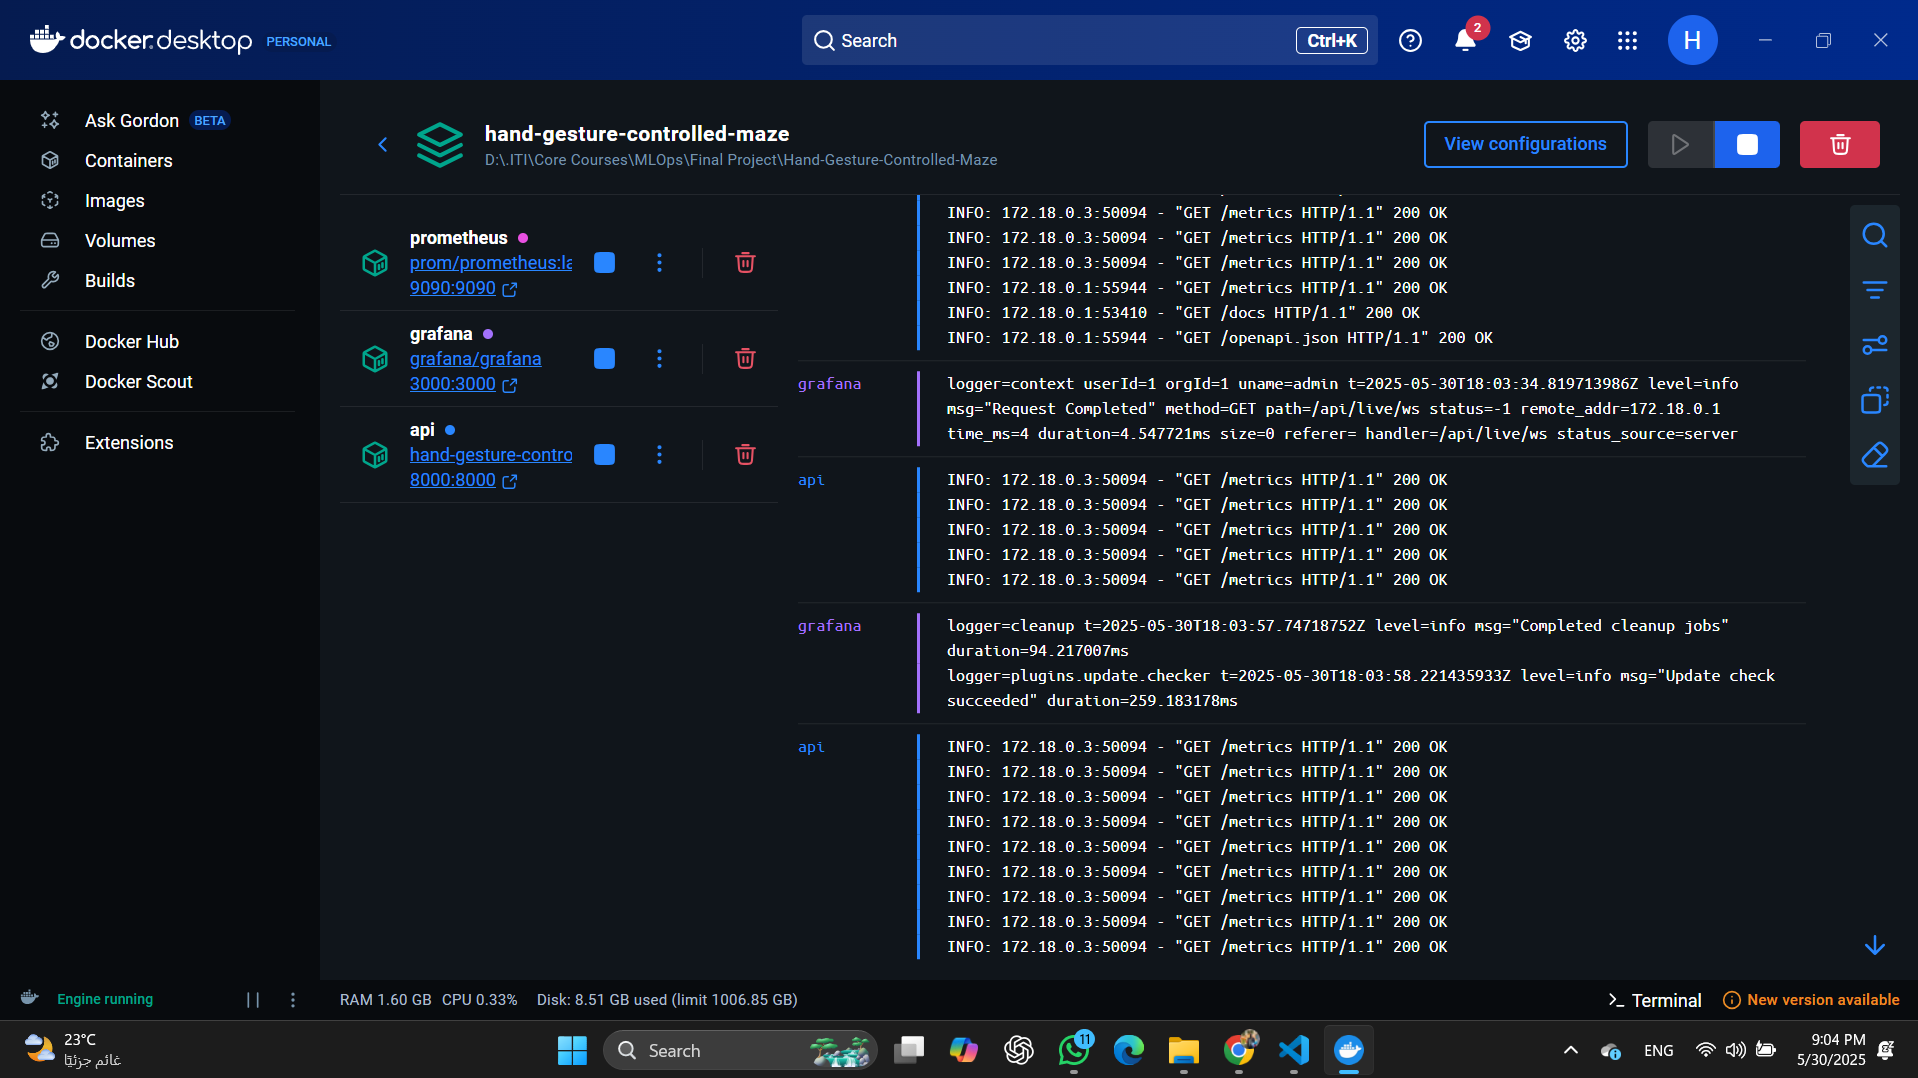 docker.desktop PERSONAL
Search
Ctrl+K
2
H
Ask Gordon BETA
Containers
Images
Volumes
Builds
Docker Hub
Docker Scout
Extensions
hand-gesture-controlled-maze
D:\.ITI\Core Courses\MLOps\Final Project\Hand-Gesture-Controlled-Maze
View configurations
prometheus
prom/prometheus:la
9090:9090
grafana
grafana/grafana
3000:3000
api
hand-gesture-contro
8000:8000
INFO: 172.18.0.3:50094 - "GET /metrics HTTP/1.1" 200 OK
INFO: 172.18.0.3:50094 - "GET /metrics HTTP/1.1" 200 OK
INFO: 172.18.0.3:50094 - "GET /metrics HTTP/1.1" 200 OK
INFO: 172.18.0.1:55944 - "GET /metrics HTTP/1.1" 200 OK
INFO: 172.18.0.1:53410 - "GET /docs HTTP/1.1" 200 OK
INFO: 172.18.0.1:55944 - "GET /openapi.json HTTP/1.1" 200 OK
grafana
logger=context userId=1 orgId=1 uname=admin t=2025-05-30T18:03:34.819713986Z level=info
msg="Request Completed" method=GET path=/api/live/ws status=-1 remote_addr=172.18.0.1
time_ms=4 duration=4.547721ms size=0 referer= handler=/api/live/ws status_source=server
api
INFO: 172.18.0.3:50094 - "GET /metrics HTTP/1.1" 200 OK
INFO: 172.18.0.3:50094 - "GET /metrics HTTP/1.1" 200 OK
INFO: 172.18.0.3:50094 - "GET /metrics HTTP/1.1" 200 OK
INFO: 172.18.0.3:50094 - "GET /metrics HTTP/1.1" 200 OK
INFO: 172.18.0.3:50094 - "GET /metrics HTTP/1.1" 200 OK
grafana
logger=cleanup t=2025-05-30T18:03:57.74718752Z level=info msg="Completed cleanup jobs"
duration=94.217007ms
logger=plugins.update.checker t=2025-05-30T18:03:58.221435933Z level=info msg="Update check
succeeded" duration=259.183178ms
api
INFO: 172.18.0.3:50094 - "GET /metrics HTTP/1.1" 200 OK
INFO: 172.18.0.3:50094 - "GET /metrics HTTP/1.1" 200 OK
INFO: 172.18.0.3:50094 - "GET /metrics HTTP/1.1" 200 OK
INFO: 172.18.0.3:50094 - "GET /metrics HTTP/1.1" 200 OK
INFO: 172.18.0.3:50094 - "GET /metrics HTTP/1.1" 200 OK
INFO: 172.18.0.3:50094 - "GET /metrics HTTP/1.1" 200 OK
INFO: 172.18.0.3:50094 - "GET /metrics HTTP/1.1" 200 OK
INFO: 172.18.0.3:50094 - "GET /metrics HTTP/1.1" 200 OK
INFO: 172.18.0.3:50094 - "GET /metrics HTTP/1.1" 200 OK
Engine running
RAM 1.60 GB CPU 0.33% Disk: 8.51 GB used (limit 1006.85 GB)
Terminal
New version available
23°C
غائم جزئيًا
Search
11
ENG
9:04 PM
5/30/2025